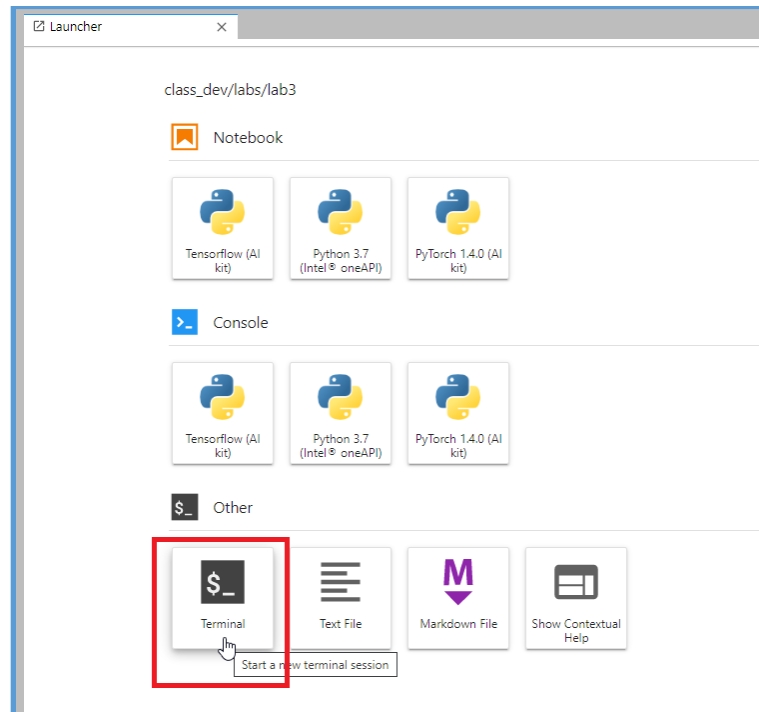 Launcher
class_dev/labs/lab3
Notebook
Tensorflow (AI
kit)
Python 3.7
(Intel® oneAPI)
PyTorch 1.4.0 (AI
kit)
>_ Console
Tensorflow (AI
kit)
Python 3.7
(Intel® oneAPI)
PyTorch 1.4.0 (AI
kit)
$_ Other
$_
Terminal
Text File
M
Markdown File
Show Contextual
Help
Start a new terminal session